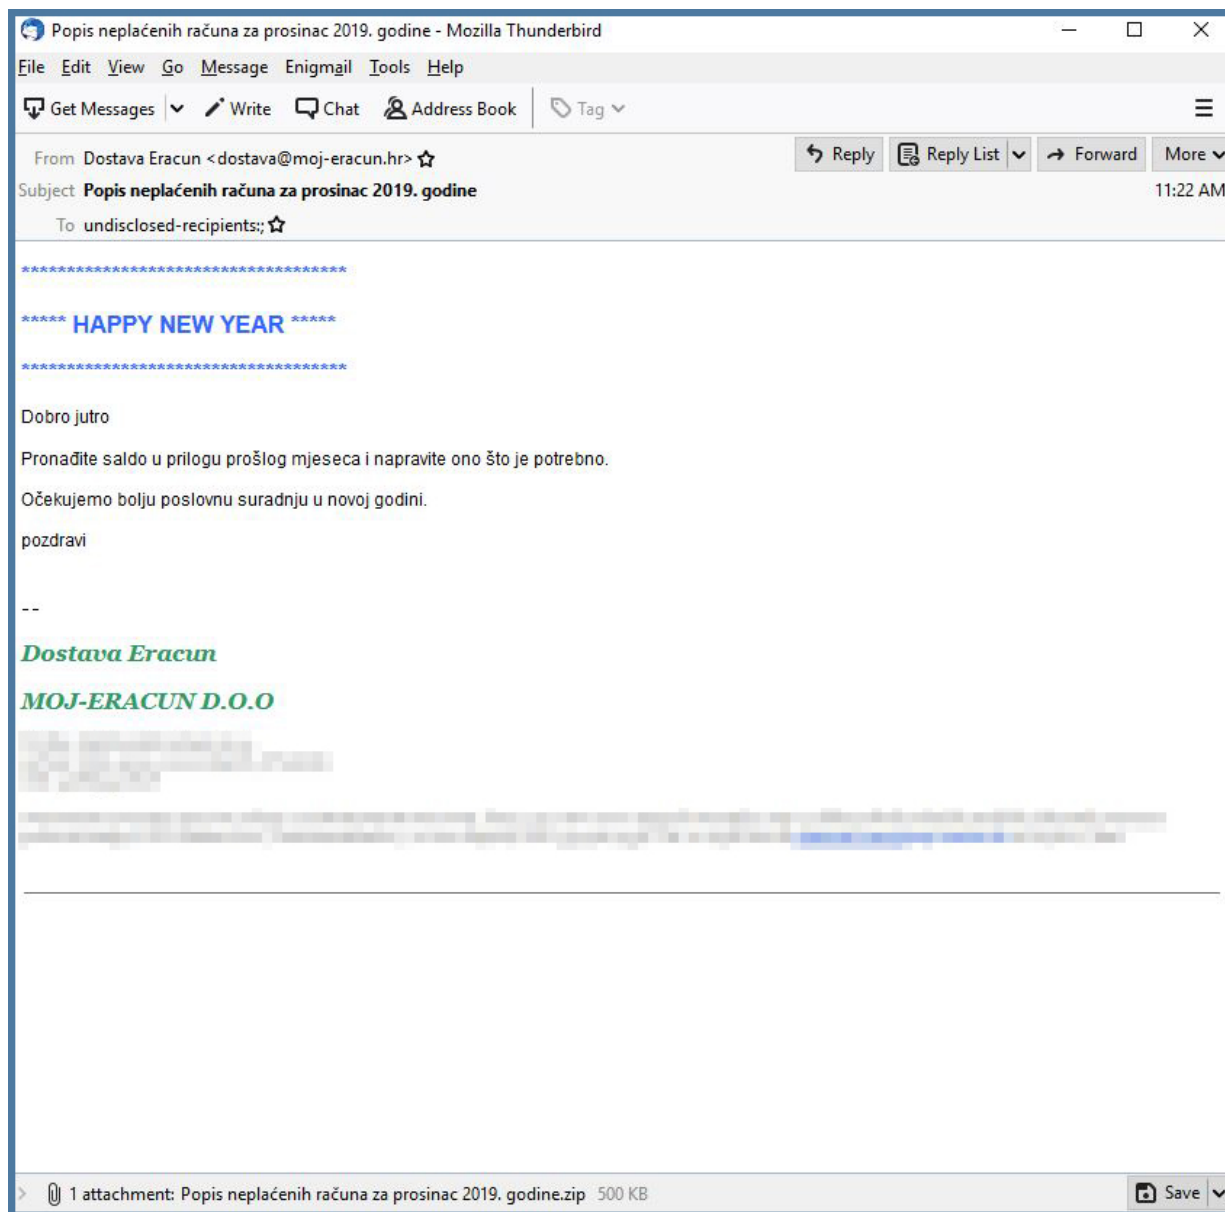 Popis neplaćenih računa za prosinac 2019. godine - Mozilla Thunderbird
File Edit View Go Message Enigmail Tools Help
Get Messages Write Chat Address Book Tag
From Dostava Eracun <dostava@moj-eracun.hr> Reply Reply List Forward More
Subject Popis neplaćenih računa za prosinac 2019. godine 11:22 AM
To undisclosed-recipients:;
************************************
***** HAPPY NEW YEAR *****
************************************
Dobro jutro
Pronađite saldo u prilogu prošlog mjeseca i napravite ono što je potrebno.
Očekujemo bolju poslovnu suradnju u novoj godini.
pozdravi
--
Dostava Eracun
MOJ-ERACUN D.O.O
1 attachment: Popis neplaćenih računa za prosinac 2019. godine.zip 500 KB Save